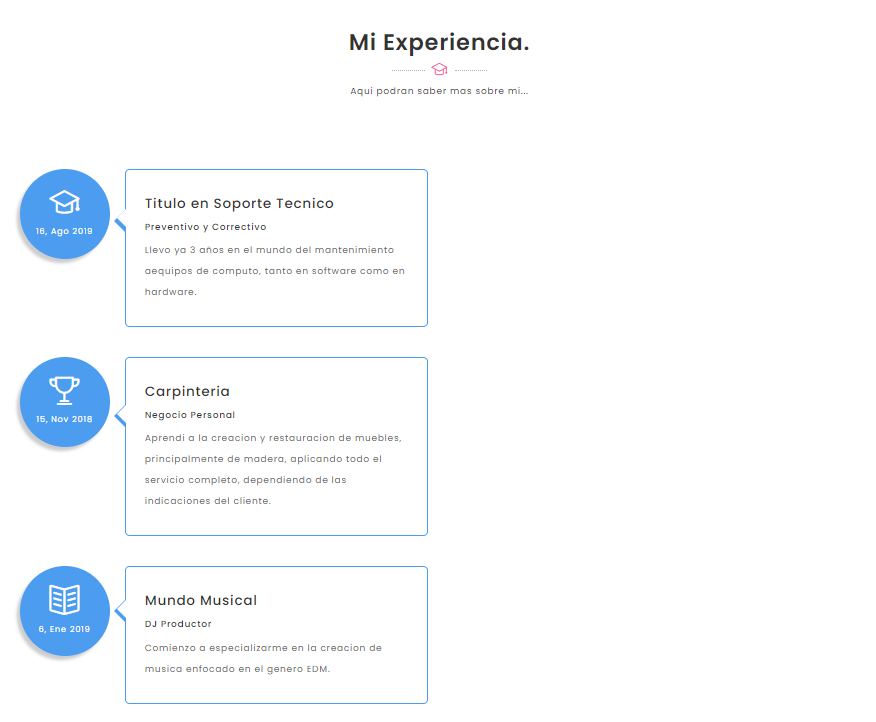 Mi Experiencia.
Aqui podran saber mas sobre mi...
16, Ago 2019
Titulo en Soporte Tecnico
Preventivo y Correctivo
Llevo ya 3 años en el mundo del mantenimiento
aequipos de computo, tanto en software como en
hardware.
15, Nov 2018
Carpinteria
Negocio Personal
Aprendi a la creacion y restauracion de muebles,
principalmente de madera, aplicando todo el
servicio completo, dependiendo de las
indicaciones del cliente.
6, Ene 2019
Mundo Musical
DJ Productor
Comienzo a especializarme en la creacion de
musica enfocado en el genero EDM.